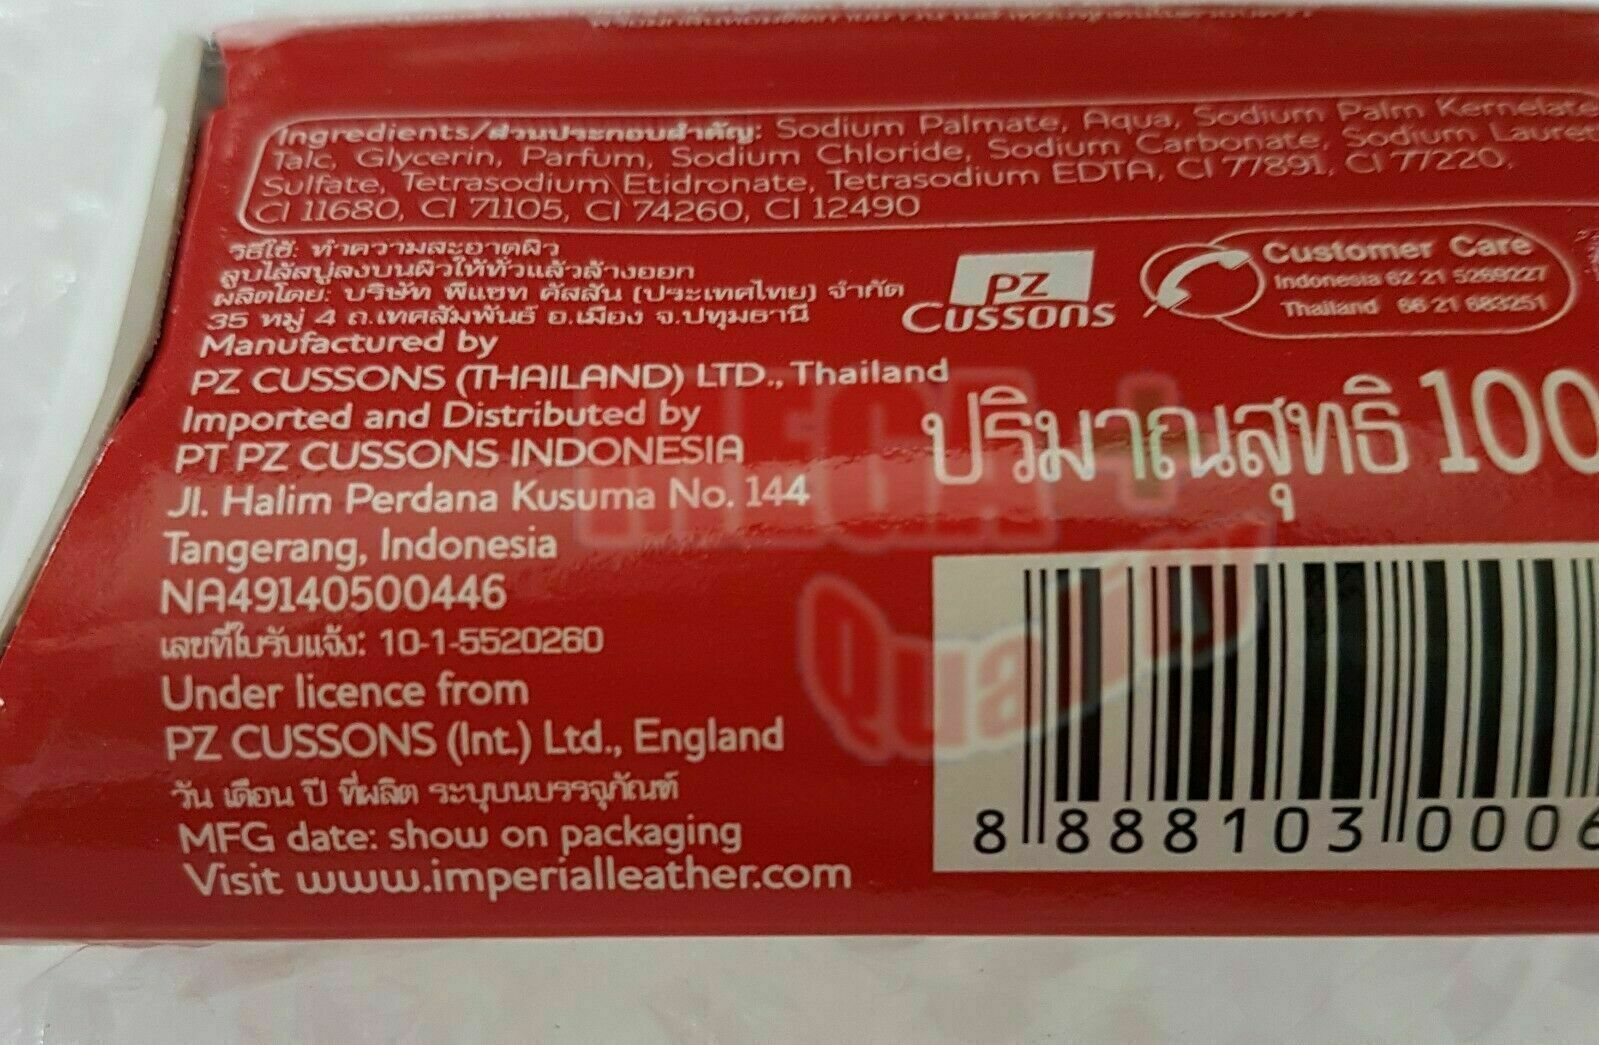 Ingredients/ส่วนประกอบสำคัญ: Sodium Palmate, Aqua, Sodium Palm Kernelate
Talc, Glycerin, Parfum, Sodium Chloride, Sodium Carbonate, Sodium Lauret
Sulfate, Tetrasodium Etidronate, Tetrasodium EDTA, CI 77891, CI 77220,
CI 11680, CI 71105, CI 74260, CI 12490
วิธีใช้: ทำความสะอาดผิว
ลูบไล้สบู่ลงบนผิวให้ทั่วแล้วล้างออก
ผลิตโดย: บริษัท พีแซท คัสสัน (ประเทศไทย) จำกัด
35 หมู่ 4 ถ.เทศสัมพันธ์ อ.เมือง จ.ปทุมธานี
Manufactured by
PZ CUSSONS (THAILAND) LTD., Thailand
Imported and Distributed by
PT PZ CUSSONS INDONESIA
Jl. Halim Perdana Kusuma No. 144
Tangerang, Indonesia
NA49140500446
เลขที่ใบรับแจ้ง: 10-1-5520260
Under licence from
PZ CUSSONS (Int.) Ltd., England
วัน เดือน ปี ที่ผลิต ระบุบนบรรจุภัณฑ์
MFG date: show on packaging
Visit www.imperialleather.com
PZ
CUSSONS
Customer Care
Indonesia 62 21 5269227
Thailand 66 21 683251
ปริมาณสุทธิ 100
MEGA +
Quality
8 888103 0006